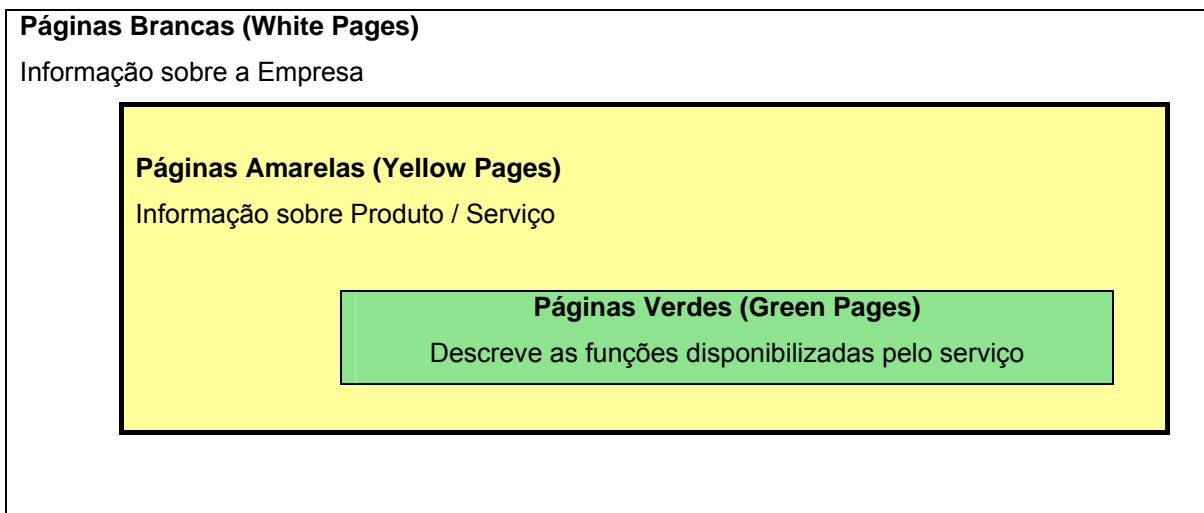 Páginas Brancas (White Pages)
Informação sobre a Empresa
Páginas Amarelas (Yellow Pages)
Informação sobre Produto / Serviço
Páginas Verdes (Green Pages)
Descreve as funções disponibilizadas pelo serviço